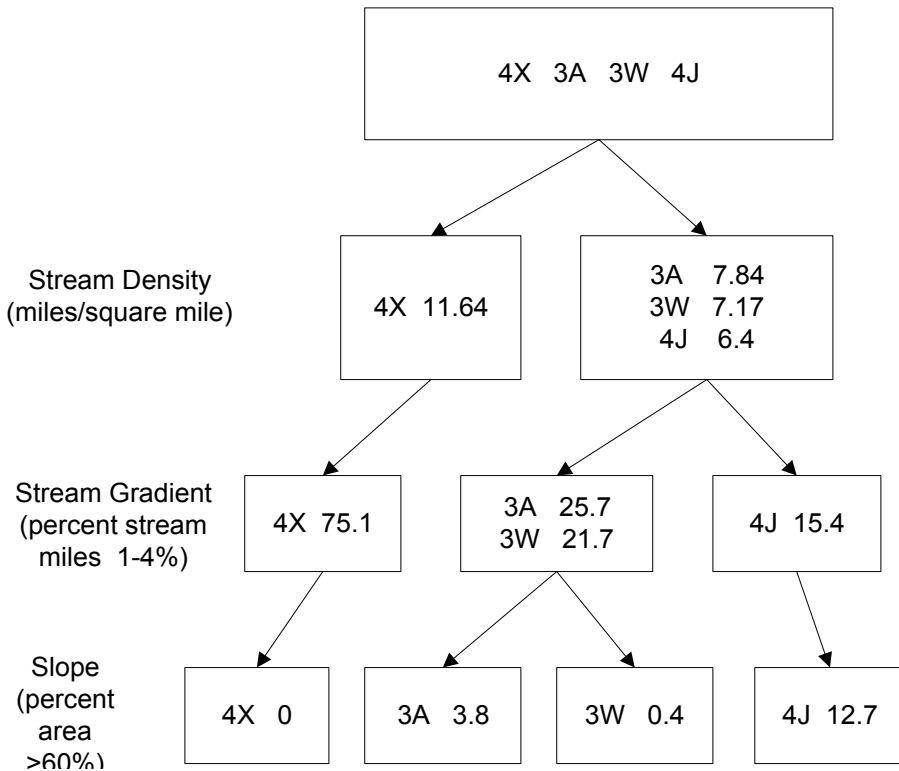 4X 3A 3W 4J
Stream Density
(miles/square mile)
4X 11.64
3A 7.84
3W 7.17
4J 6.4
Stream Gradient
(percent stream
miles 1-4%)
4X 75.1
3A 25.7
3W 21.7
4J 15.4
Slope
(percent
area
>60%)
4X 0
3A 3.8
3W 0.4
4J 12.7